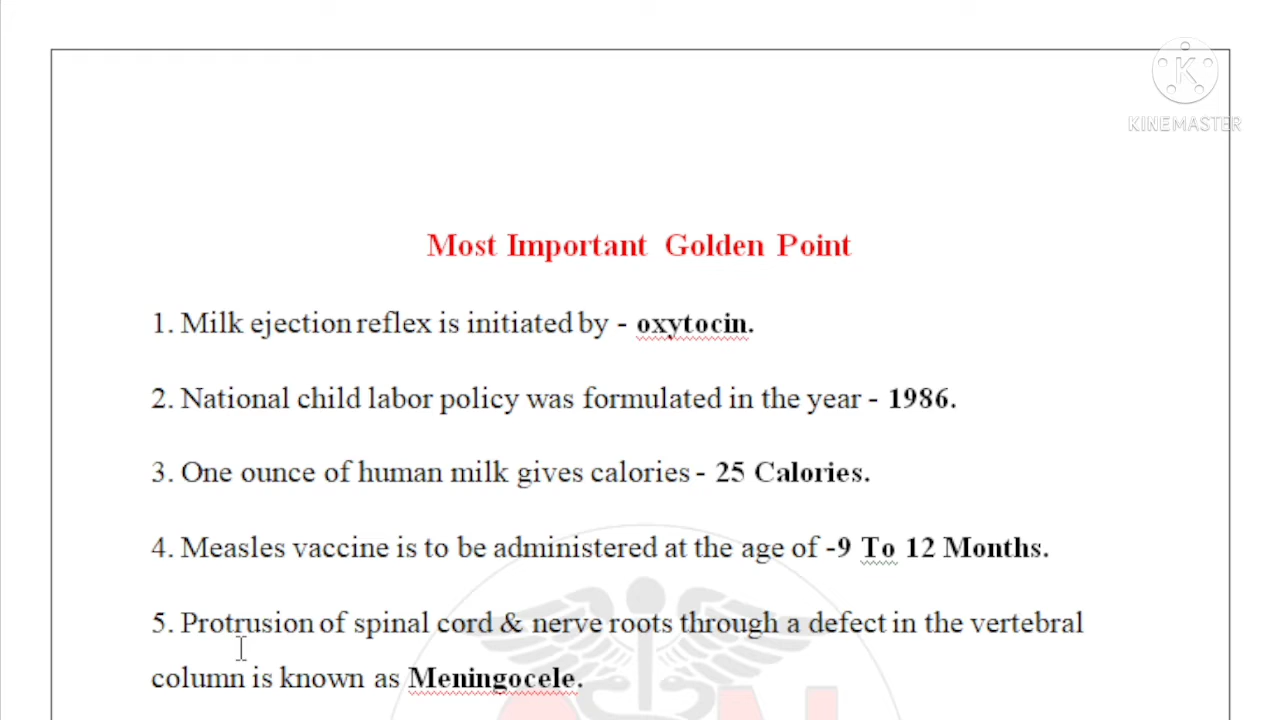 KINEMASTER
Most Important Golden Point
1. Milk ejection reflex is initiated by - oxytocin.
2. National child labor policy was formulated in the year - 1986.
3. One ounce of human milk gives calories - 25 Calories.
4. Measles vaccine is to be administered at the age of -9 To 12 Months.
5. Protrusion of spinal cord & nerve roots through a defect in the vertebral
column is known as Meningocele.